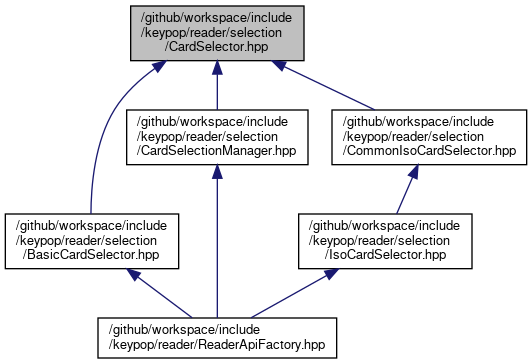 /github/workspace/include
/keypop/reader/selection
/CardSelector.hpp
/github/workspace/include
/keypop/reader/selection
/CardSelectionManager.hpp
/github/workspace/include
/keypop/reader/selection
/CommonIsoCardSelector.hpp
/github/workspace/include
/keypop/reader/selection
/BasicCardSelector.hpp
/github/workspace/include
/keypop/reader/selection
/IsoCardSelector.hpp
/github/workspace/include
/keypop/reader/ReaderApiFactory.hpp